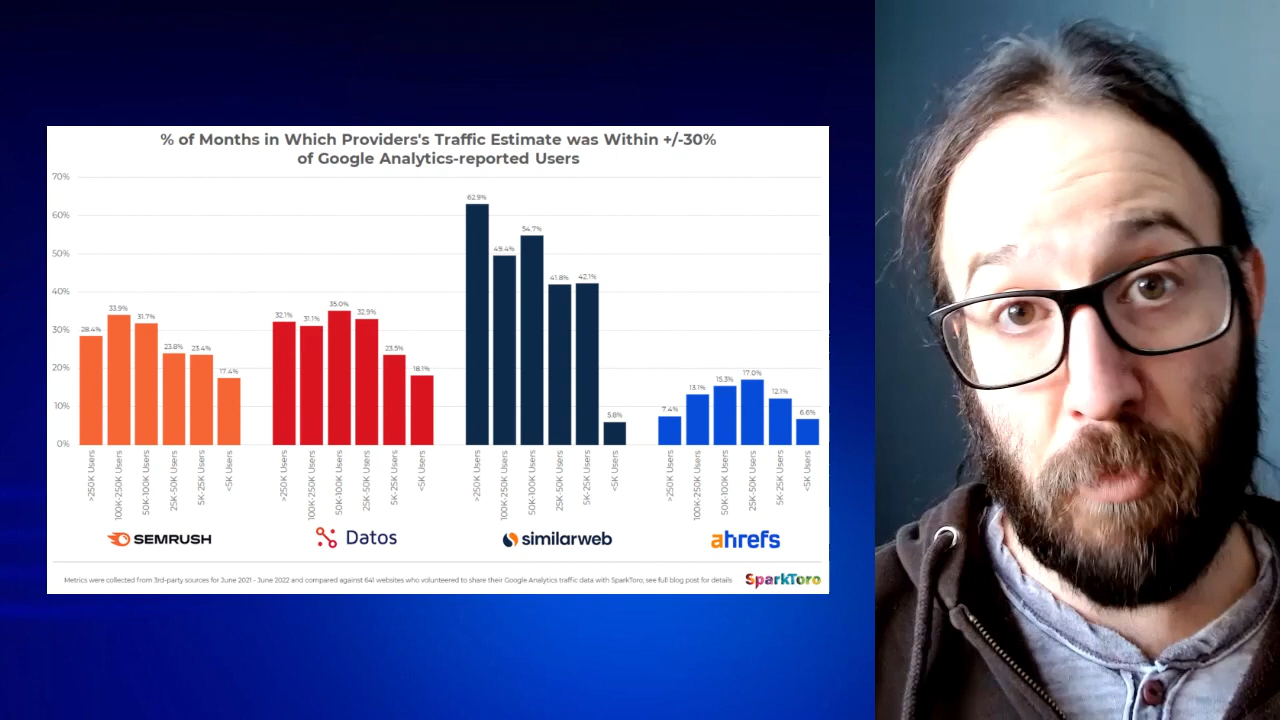 % of Months in Which Providers's Traffic Estimate was Within +/-30%
of Google Analytics-reported Users
70%
60%
50%
40%
30%
20%
10%
0%
28.4%
33.9%
31.7%
23.8%
23.4%
17.4%
32.1%
31.1%
35.0%
32.9%
23.5%
18.1%
62.9%
49.4%
54.7%
41.8%
42.1%
5.8%
7.4%
13.1%
15.3%
17.0%
12.1%
6.6%
>250K Users
100K-250K Users
50K-100K Users
25K-50K Users
5K-25K Users
<5K Users
>250K Users
100K-250K Users
50K-100K Users
25K-50K Users
5K-25K Users
<5K Users
>250K Users
100K-250K Users
50K-100K Users
25K-50K Users
5K-25K Users
<5K Users
>250K Users
100K-250K Users
50K-100K Users
25K-50K Users
5K-25K Users
<5K Users
SEMRUSH
Datos
similarweb
ahrefs
Metrics were collected from 3rd-party sources for June 2021 - June 2022 and compared against 641 websites who volunteered to share their Google Analytics traffic data with SparkToro, see full blog post for details
SparkToro